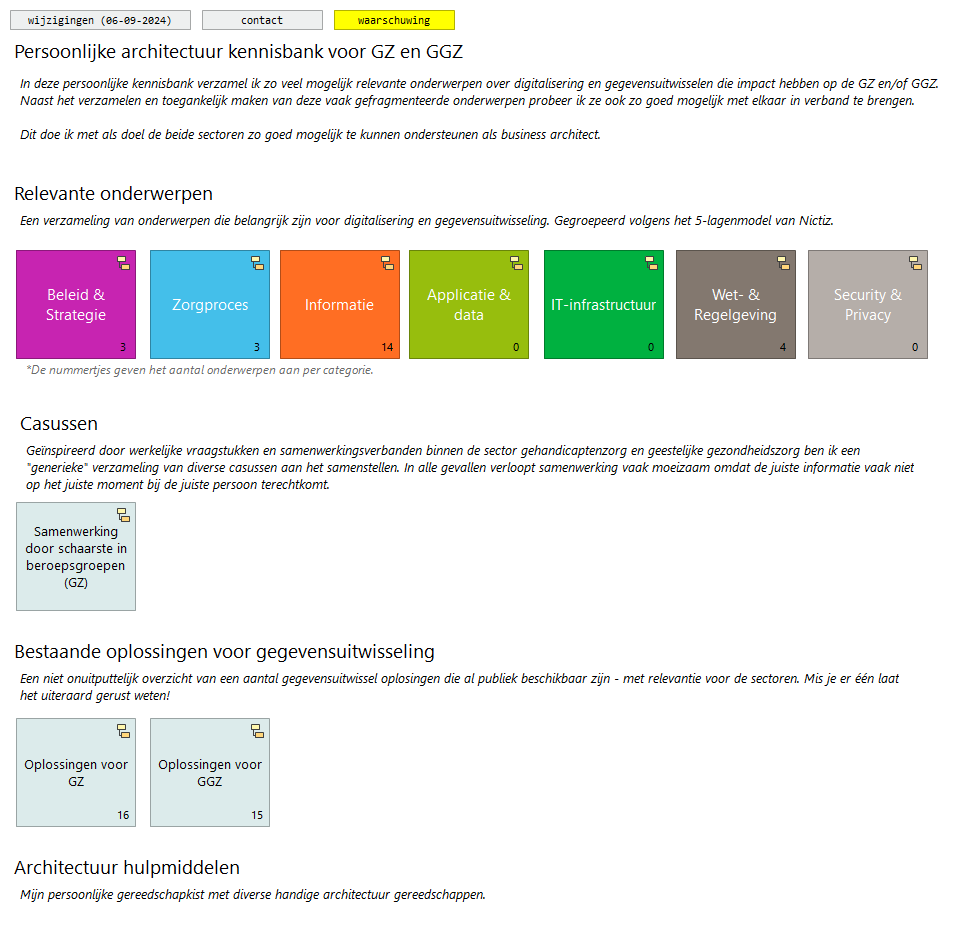 wijzigingen (06-09-2024)
contact
waarschuwing
Persoonlijke architectuur kennisbank voor GZ en GGZ
In deze persoonlijke kennisbank verzamel ik zo veel mogelijk relevante onderwerpen over digitalisering en gegevensuitwisselen die impact hebben op de GZ en/of GGZ.
Naast het verzamelen en toegankelijk maken van deze vaak gefragmenteerde onderwerpen probeer ik ze ook zo goed mogelijk met elkaar in verband te brengen.
Dit doe ik met als doel de beide sectoren zo goed mogelijk te kunnen ondersteunen als business architect.
Relevante onderwerpen
Een verzameling van onderwerpen die belangrijk zijn voor digitalisering en gegevensuitwisseling. Gegroepeerd volgens het 5-lagenmodel van Nictiz.
Beleid &
Strategie
3
Zorgproces
3
Informatie
14
Applicatie &
data
0
IT-infrastructuur
0
Wet- &
Regelgeving
4
Security &
Privacy
0
*De nummertjes geven het aantal onderwerpen aan per categorie.
Casussen
Geïnspireerd door werkelijke vraagstukken en samenwerkingsverbanden binnen de sector gehandicaptenzorg en geestelijke gezondheidszorg ben ik een
"generieke" verzameling van diverse casussen aan het samenstellen. In alle gevallen verloopt samenwerking vaak moeizaam omdat de juiste informatie vaak niet
op het juiste moment bij de juiste persoon terechtkomt.
Samenwerking
door schaarste in
beroepsgroepen
(GZ)
Bestaande oplossingen voor gegevensuitwisseling
Een niet onuitputtelijk overzicht van een aantal gegevensuitwissel oplosingen die al publiek beschikbaar zijn - met relevantie voor de sectoren. Mis je er één laat
het uiteraard gerust weten!
Oplossingen voor
GZ
16
Oplossingen voor
GGZ
15
Architectuur hulpmiddelen
Mijn persoonlijke gereedschapkist met diverse handige architectuur gereedschappen.